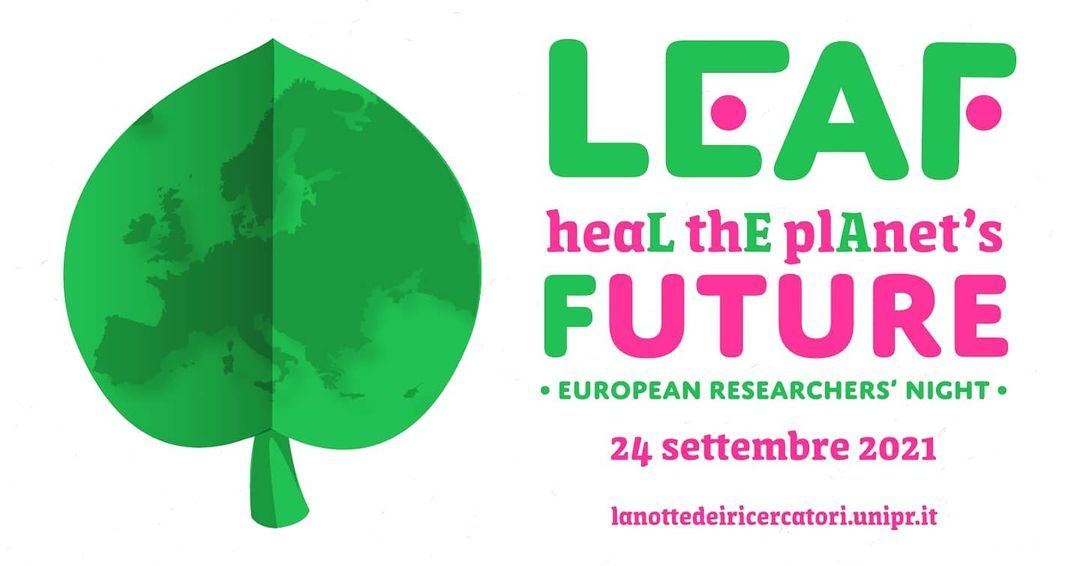 LEAF
heaL thE plAnet's
FUTURE
• EUROPEAN RESEARCHERS' NIGHT •
24 settembre 2021
lanottedeiricercatori.unipr.it